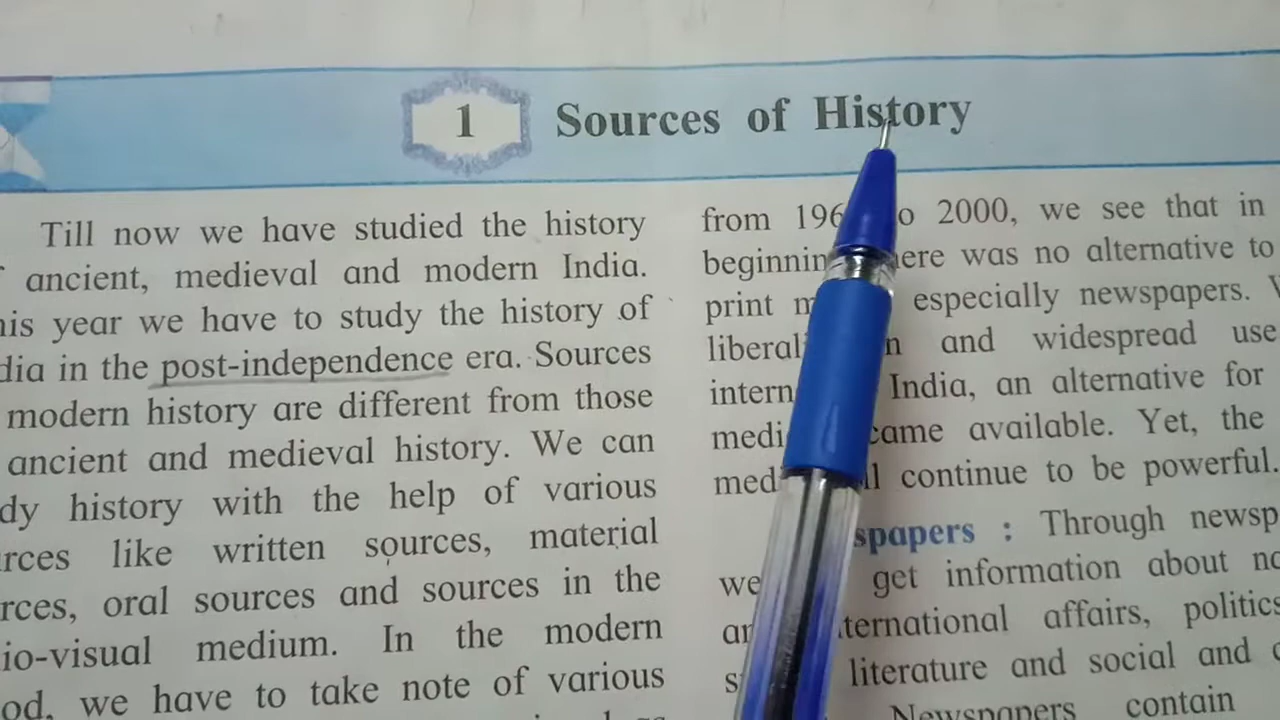 1 Sources of History
Till now we have studied the history
ancient, medieval and modern India.
his year we have to study the history of
dia in the post-independence era. Sources
modern history are different from those
ancient and medieval history. We can
dy history with the help of various
rces like written sources, material
rces, oral sources and sources in the
io-visual medium. In the modern
od, we have to take note of various
from 196 o 2000, we see that in
beginnin here was no alternative to
print m especially newspapers.
liberali n and widespread use
intern India, an alternative for
medi came available. Yet, the
med ll continue to be powerful.
spapers : Through newsp
we get information about na
an ternational affairs, politics
s literature and social and
Newspapers contain